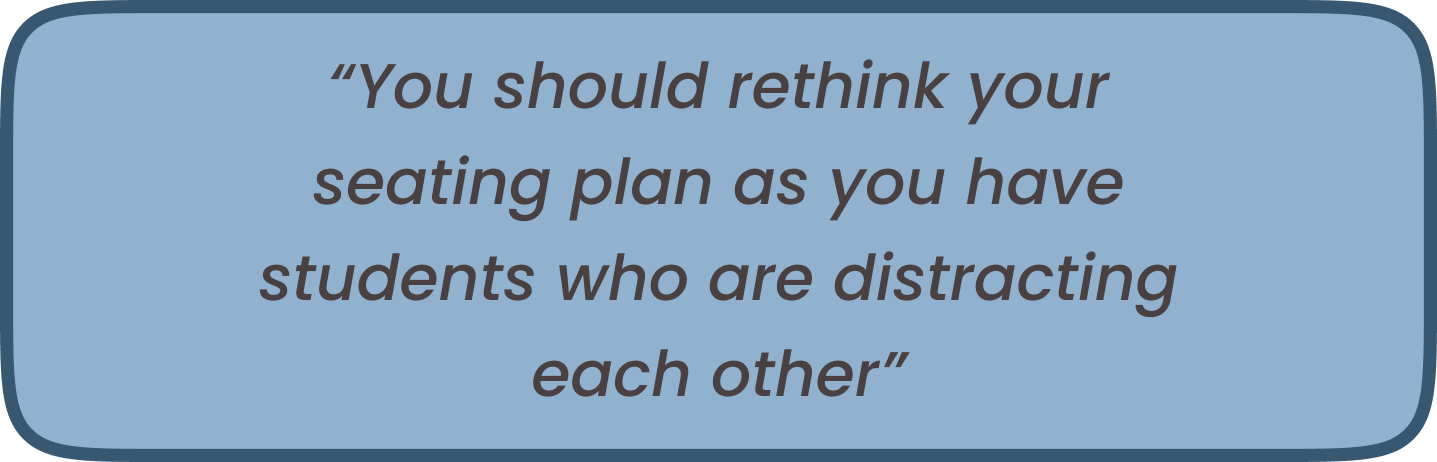 “You should rethink your
seating plan as you have
students who are distracting
each other”